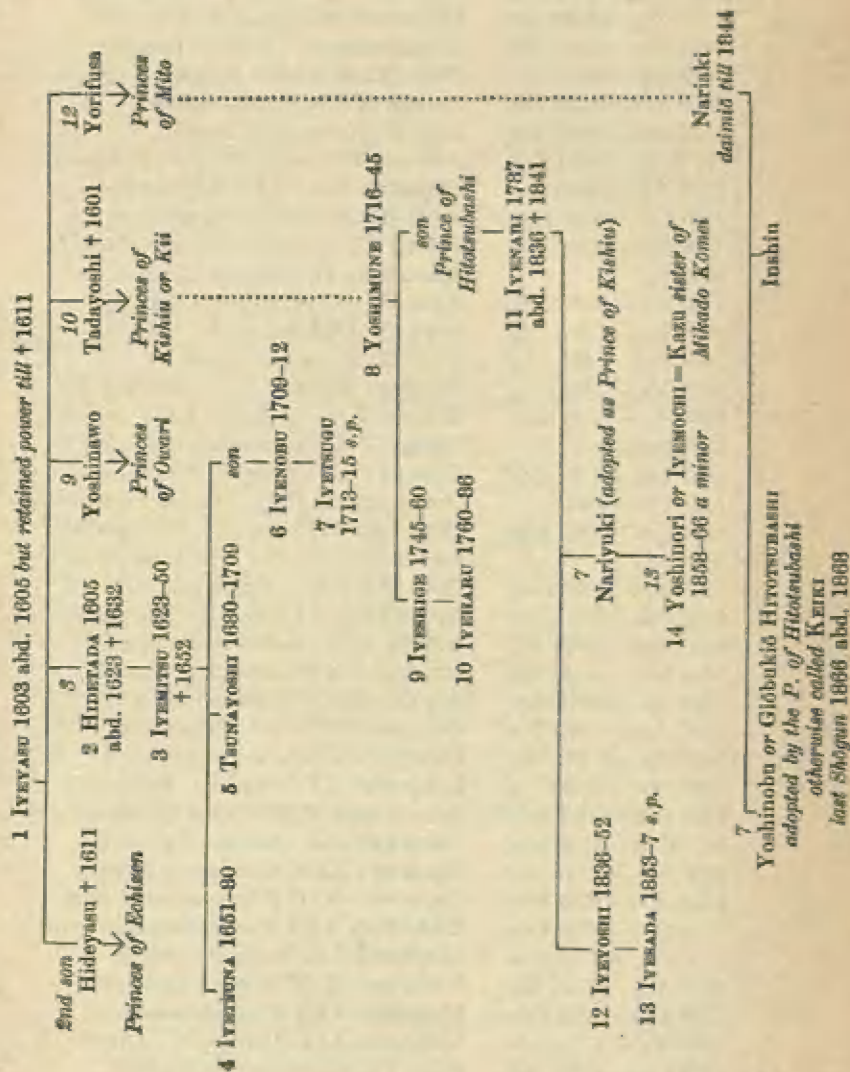 1 IYEYASU 1603 abd. 1605 but retained power till † 1611
2nd son
Hideyasu † 1611
Princes of Echizen
3
2 HIDETADA 1605
abd. 1623 † 1632
3 IYEMITSU 1623–50
† 1652
9
Yoshinawo
Princes
of Owari
10
Tadayoshi † 1601
Princes of
Kishiu or Kii
12
Yorifusa
Princes
of Mito
4 IYETSUNA 1651–80
5 TSUNAYOSHI 1680–1709
son
6 IYENOBU 1709–12
7 IYETSUGU
1713–15 s.p.
8 YOSHIMUNE 1716–45
9 IYESHIGE 1745–60
10 IYEHARU 1760–86
son
Prince of
Hitotsubashi
11 IYENARI 1787
abd. 1836 † 1841
12 IYEYOSHI 1836–52
13 IYESADA 1853–7 s.p.
7
Nariyuki (adopted as Prince of Kishiu)
13
14 Yoshinori or IYEMOCHI = Kazu sister of
1858–66 a minor Mikado Kōmei
Nariaki
daimiō till 1844
7
Yoshinobu or Giōbukiō HITOTSUBASHI
adopted by the P. of Hitotsubashi
otherwise called KEIKI
last Shōgun 1866 abd. 1868
Inshiu